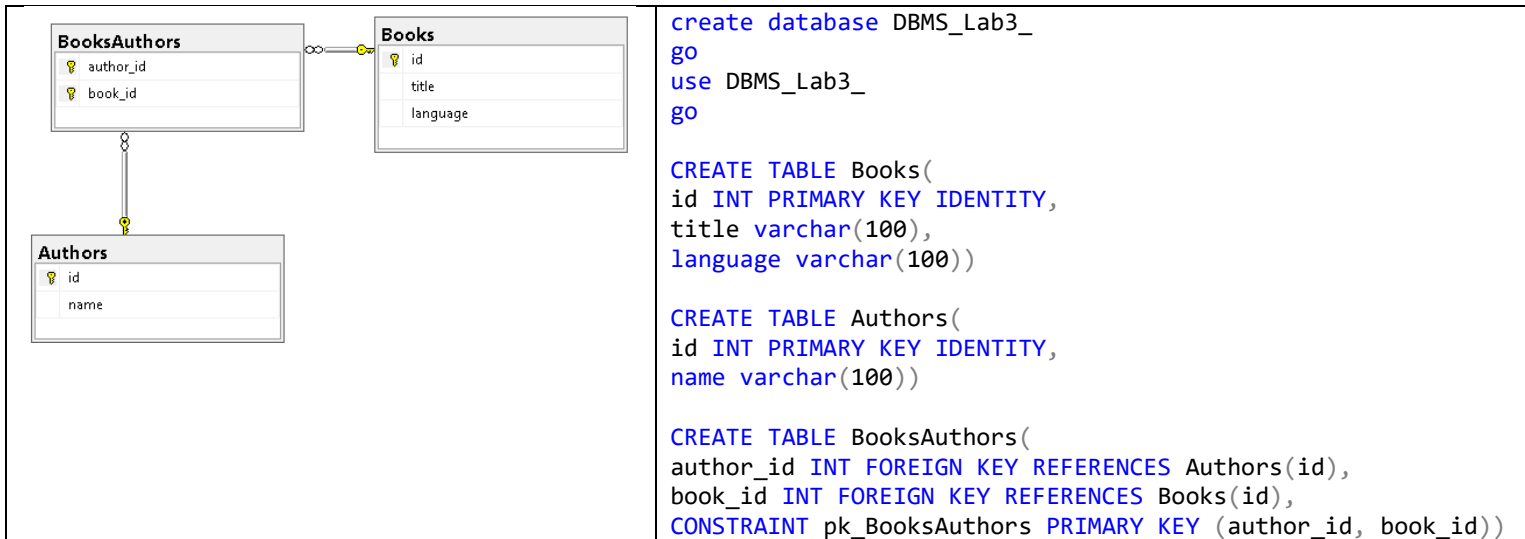 BooksAuthors
author_id
book_id
Books
id
title
language
Authors
id
name
create database DBMS_Lab3_
go
use DBMS_Lab3_
go
CREATE TABLE Books(
id INT PRIMARY KEY IDENTITY,
title varchar(100),
language varchar(100))
CREATE TABLE Authors(
id INT PRIMARY KEY IDENTITY,
name varchar(100))
CREATE TABLE BooksAuthors(
author_id INT FOREIGN KEY REFERENCES Authors(id),
book_id INT FOREIGN KEY REFERENCES Books(id),
CONSTRAINT pk_BooksAuthors PRIMARY KEY (author_id, book_id))